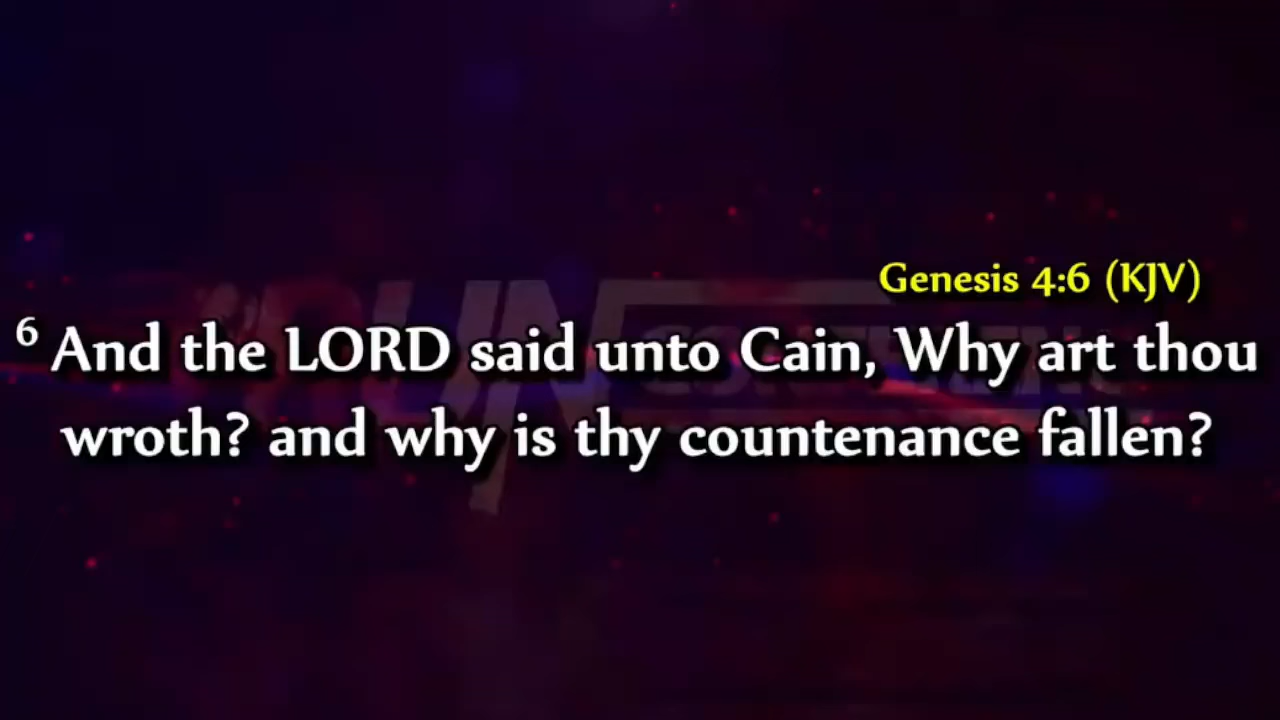 Genesis 4:6 (KJV)
6 And the LORD said unto Cain, Why art thou
wroth? and why is thy countenance fallen?
RUN